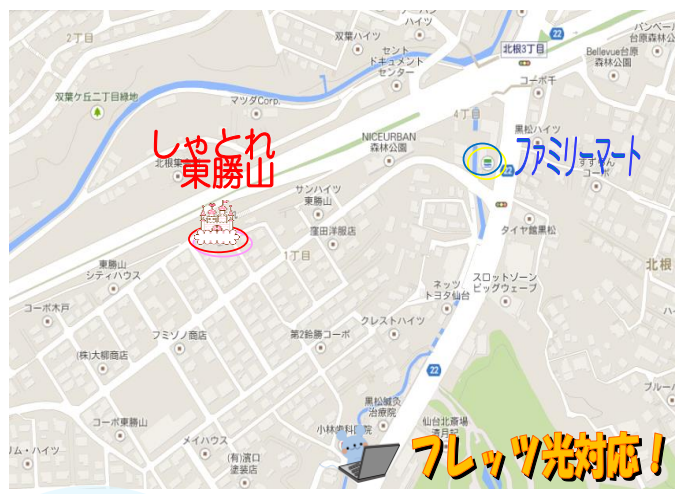 2丁目
双葉ハイツ
ハイツ
22
北根3丁目
パンベール
台原森林公
セント
ドキュメント
センター
Bellevue台原
森林公園
コーポ千
双葉ケ丘二丁目緑地
マツダCorp.
4丁目
しゃとれ
東勝山
NICEURBAN
森林公園
黒松ハイツ
ファミリーマート
22
コーポ
サンハイツ
東勝山
窪田洋服店
タイヤ館黒松
1丁目
東勝山
シティハウス
北根
ネッツ
トヨタ仙台
スロットゾーン
ビッグウェーブ
コーポ木戸
フミゾノ商店
第2鈴勝コーポ
クレストハイツ
ハイ
(株)大柳商店
22
ブルー
黒松鍼灸
治療院
コーポ東勝山
小林歯科医院
仙台北斎場
清月記
メイハウス
リム・ハイツ
(有)濱口
塗装店
フレッツ光対応！